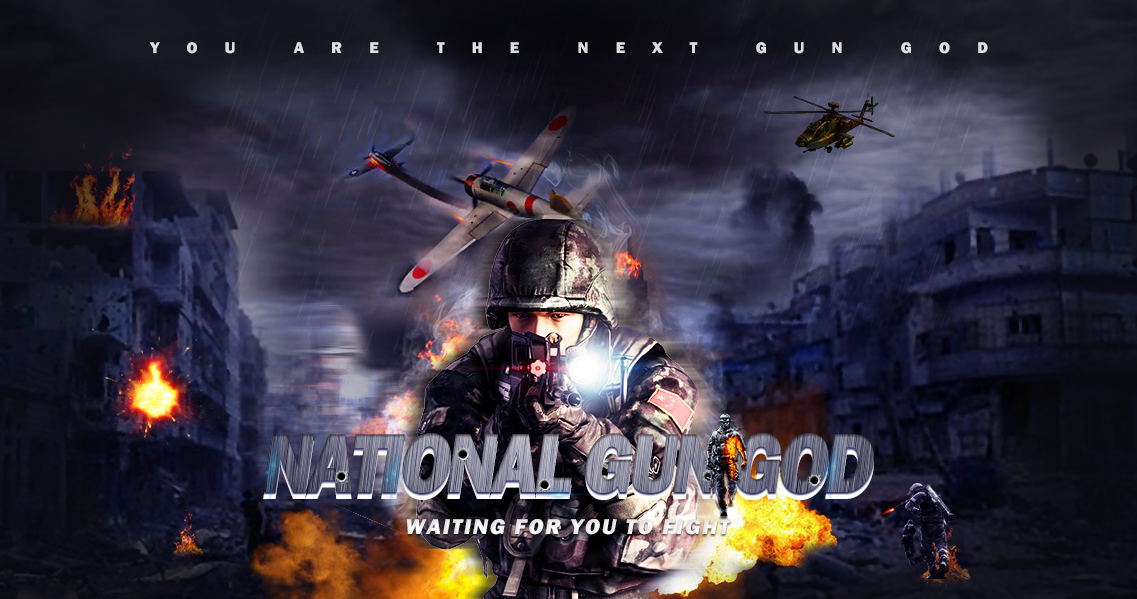 YOU ARE THE NEXT GUN GOD
NATIONAL GUN GOD
WAITING FOR YOU TO FIGHT